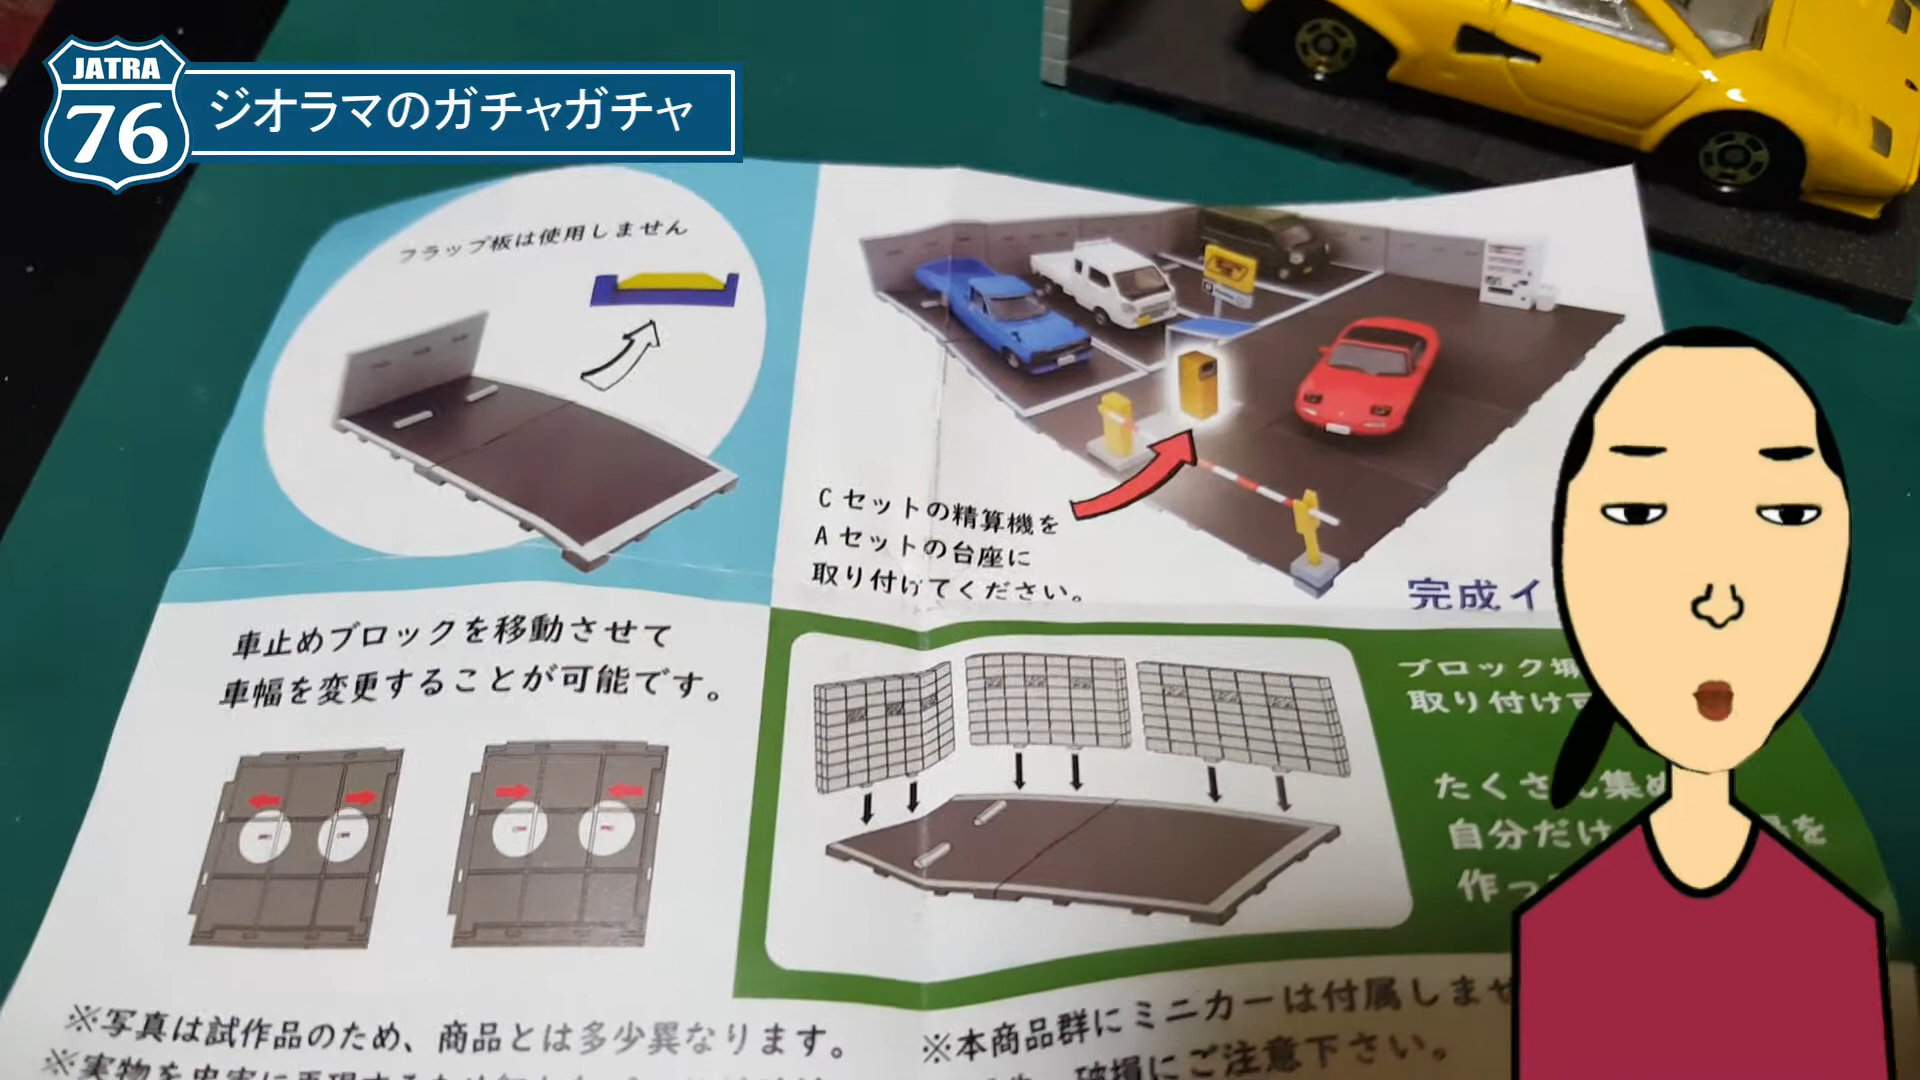 JATRA
76
ジオラマのガチャガチャ
フラップ板は使用しません
Cセットの精算機を
Aセットの台座に
取り付けてください。
完成イ
車止めブロックを移動させて
車幅を変更することが可能です。
ブロック塀
取り付け可
たくさん集め
自分だけ
を
作っ
※写真は試作品のため、商品とは多少異なります。
※本商品群にミニカーは付属しませ
破損にご注意下さい。